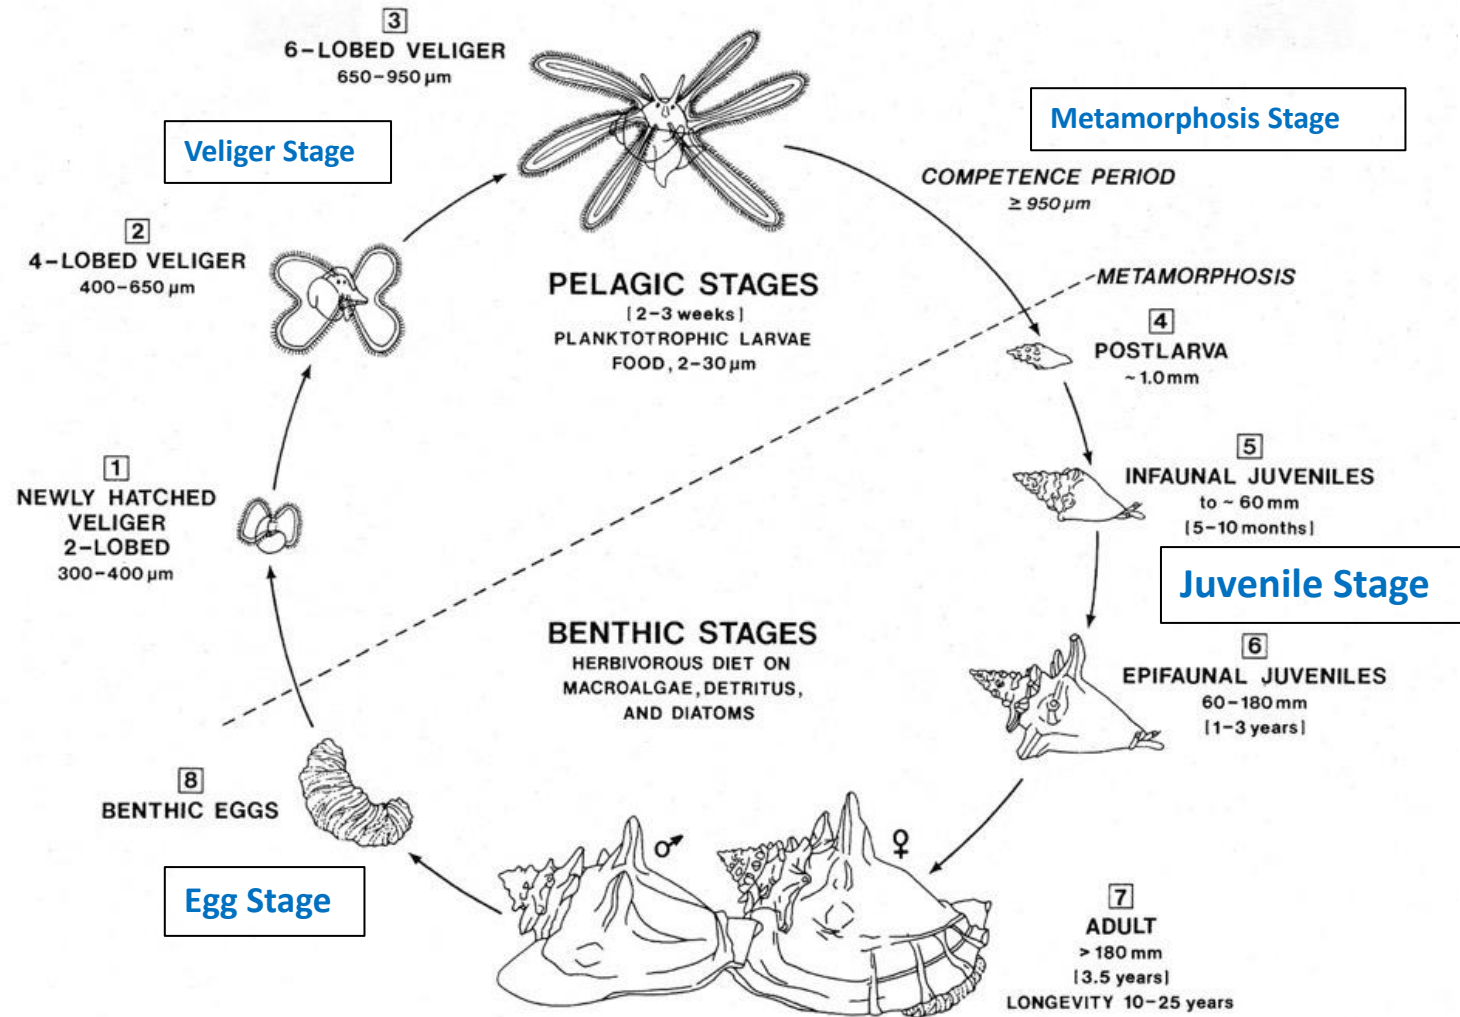 3
6-LOBED VELIGER
650-950 µm
Veliger Stage
Metamorphosis Stage
COMPETENCE PERIOD
≥ 950 µm
2
4-LOBED VELIGER
400-650 µm
PELAGIC STAGES
[2-3 weeks]
PLANKTOTROPHIC LARVAE
FOOD, 2-30 µm
METAMORPHOSIS
4
POSTLARVA
~1.0mm
1
NEWLY HATCHED
VELIGER
2-LOBED
300-400 µm
5
INFAUNAL JUVENILES
to ~ 60 mm
[5-10 months]
Juvenile Stage
BENTHIC STAGES
HERBIVOROUS DIET ON
MACROALGAE, DETRITUS,
AND DIATOMS
6
EPIFAUNAL JUVENILES
60-180 mm
[1-3 years]
8
BENTHIC EGGS
Egg Stage
♂
♀
7
ADULT
> 180 mm
[3.5 years]
LONGEVITY 10-25 years